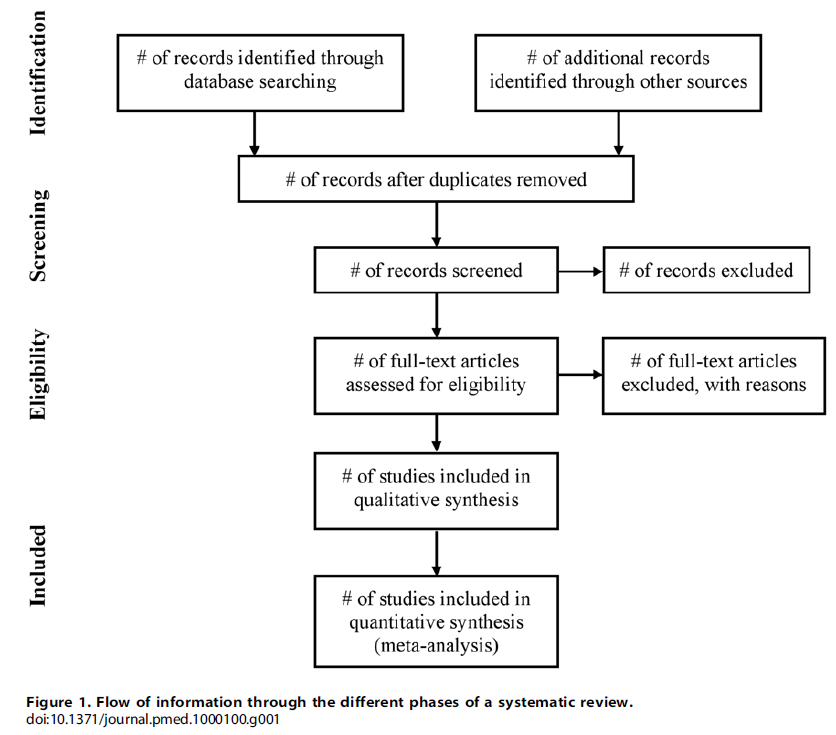 Identification
# of records identified through
database searching
# of additional records
identified through other sources
# of records after duplicates removed
Screening
# of records screened
# of records excluded
Eligibility
# of full-text articles
assessed for eligibility
# of full-text articles
excluded, with reasons
# of studies included in
qualitative synthesis
Included
# of studies included in
quantitative synthesis
(meta-analysis)
Figure 1. Flow of information through the different phases of a systematic review.
doi:10.1371/journal.pmed.1000100.g001